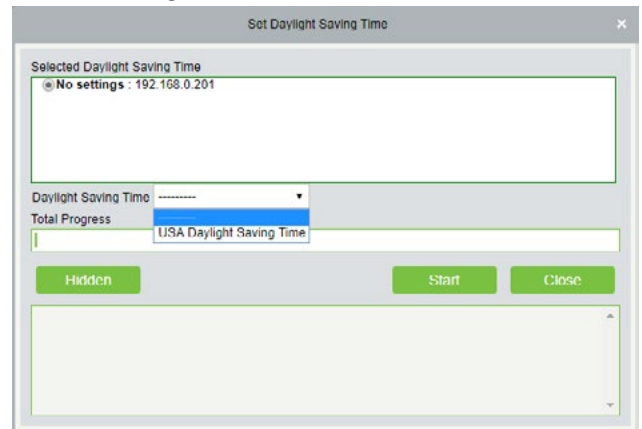 Set Daylight Saving Time ×
Selected Daylight Saving Time
No settings : 192.168.0.201
Daylight Saving Time ---------
---------
Total Progress
USA Daylight Saving Time
Hidden Start Close